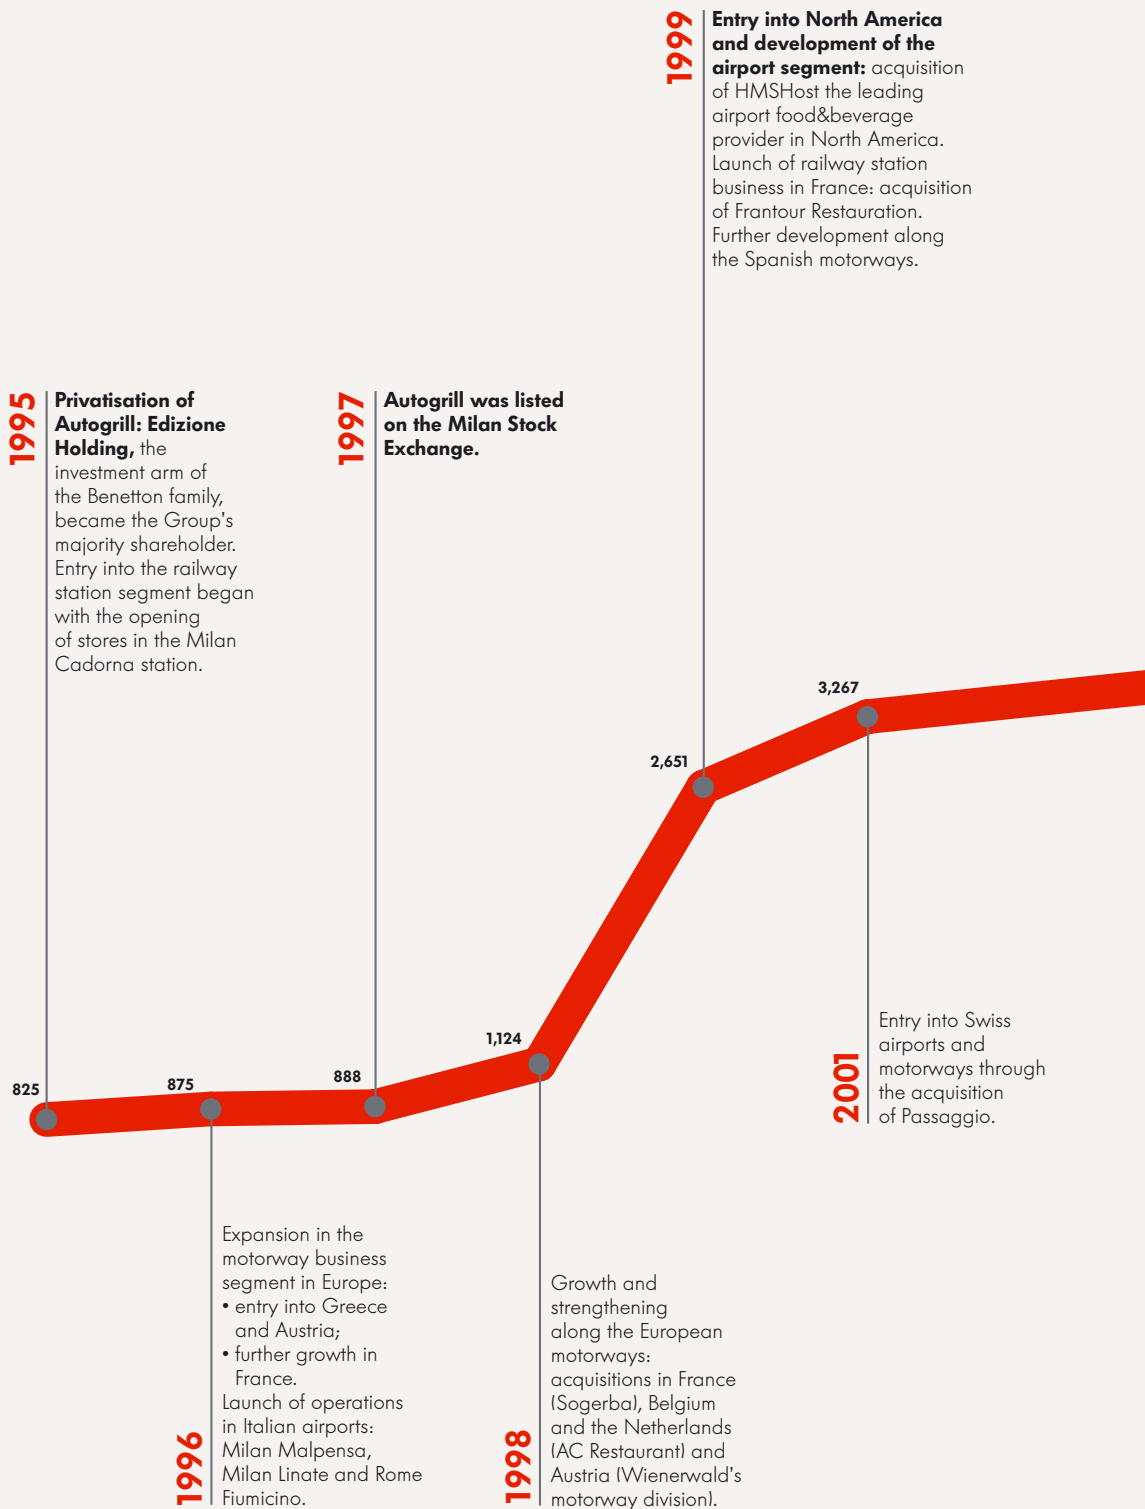 1999
Entry into North America
and development of the
airport segment: acquisition
of HMSHost the leading
airport food&beverage
provider in North America.
Launch of railway station
business in France: acquisition
of Frantour Restauration.
Further development along
the Spanish motorways.
1995
Privatisation of
Autogrill: Edizione
Holding, the
investment arm of
the Benetton family,
became the Group's
majority shareholder.
Entry into the railway
station segment began
with the opening
of stores in the Milan
Cadorna station.
1997
Autogrill was listed
on the Milan Stock
Exchange.
3,267
2,651
1,124
888
875
825
2001
Entry into Swiss
airports and
motorways through
the acquisition
of Passaggio.
1996
Expansion in the
motorway business
segment in Europe:
• entry into Greece
and Austria;
• further growth in
France.
Launch of operations
in Italian airports:
Milan Malpensa,
Milan Linate and Rome
Fiumicino.
1998
Growth and
strengthening
along the European
motorways:
acquisitions in France
(Sogerba), Belgium
and the Netherlands
(AC Restaurant) and
Austria (Wienerwald's
motorway division).